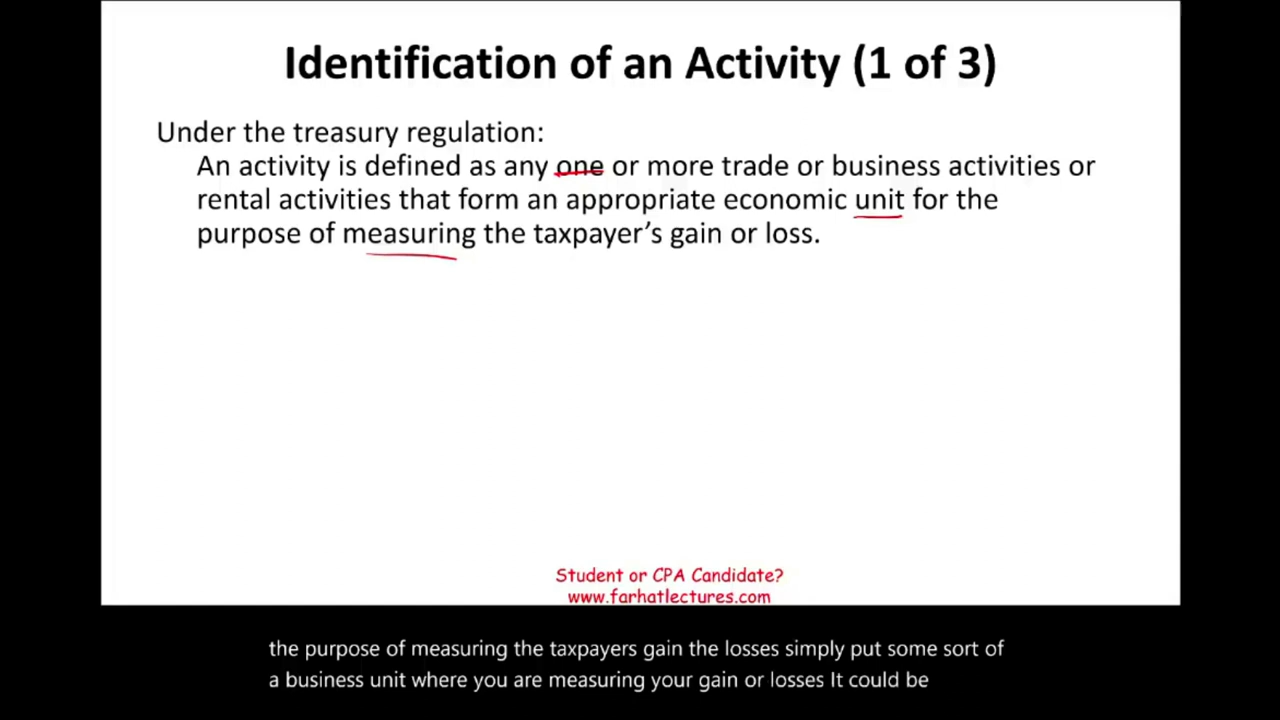 Identification of an Activity (1 of 3)
Under the treasury regulation:
An activity is defined as any one or more trade or business activities or
rental activities that form an appropriate economic unit for the
purpose of measuring the taxpayer’s gain or loss.
Student or CPA Candidate?
www.farhatlectures.com
the purpose of measuring the taxpayers gain the losses simply put some sort of
a business unit where you are measuring your gain or losses It could be